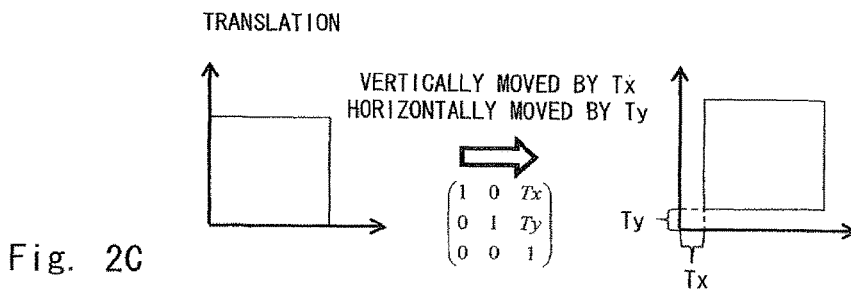 TRANSLATION
VERTICALLY MOVED BY Tx
HORIZONTALLY MOVED BY Ty
1 0 Tx
0 1 Ty
0 0 1
Ty
Tx
Fig. 2C